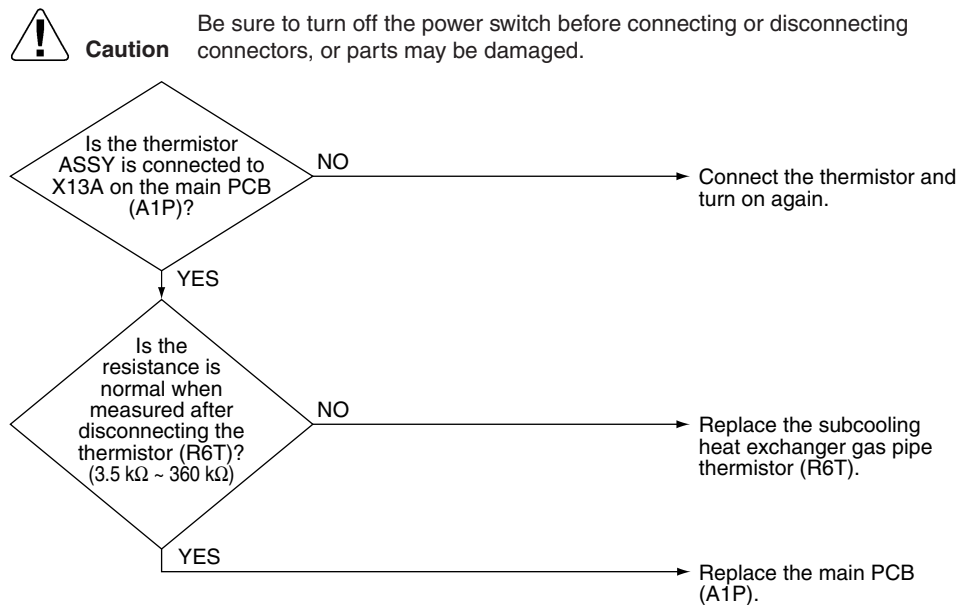 Caution
Be sure to turn off the power switch before connecting or disconnecting
connectors, or parts may be damaged.
Is the thermistor
ASSY is connected to
X13A on the main PCB
(A1P)?
NO
Connect the thermistor and
turn on again.
YES
Is the
resistance is
normal when
measured after
disconnecting the
thermistor (R6T)?
(3.5 kΩ ~ 360 kΩ)
NO
Replace the subcooling
heat exchanger gas pipe
thermistor (R6T).
YES
Replace the main PCB
(A1P).